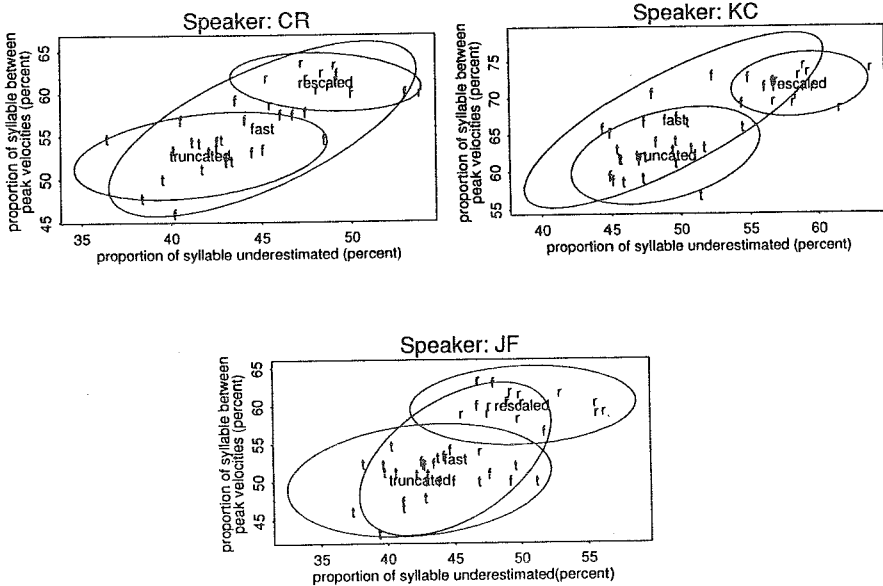 Speaker: CR
proportion of syllable between
peak velocities (percent)
65
60
55
50
45
rescaled
fast
truncated
35
40
45
50
proportion of syllable underestimated (percent)
Speaker: KC
proportion of syllable between
peak velocities (percent)
75
70
65
60
55
rescaled
fast
truncated
40
45
50
55
60
proportion of syllable underestimated (percent)
Speaker: JF
proportion of syllable between
peak velocities (percent)
65
60
55
50
45
rescaled
fast
truncated
35
40
45
50
55
proportion of syllable underestimated(percent)